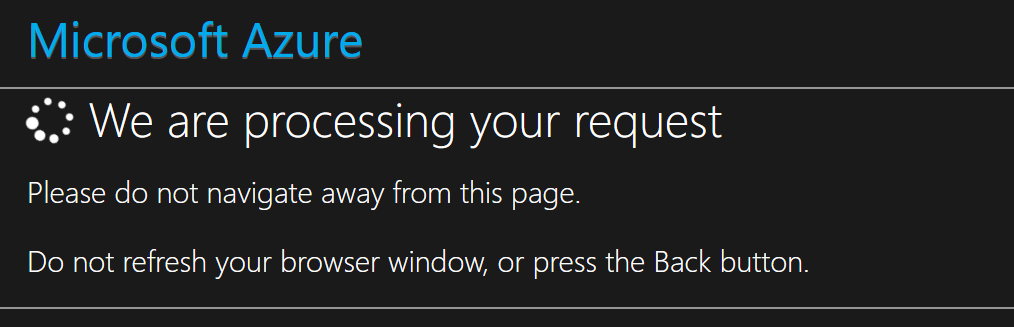 Microsoft Azure
We are processing your request
Please do not navigate away from this page.
Do not refresh your browser window, or press the Back button.